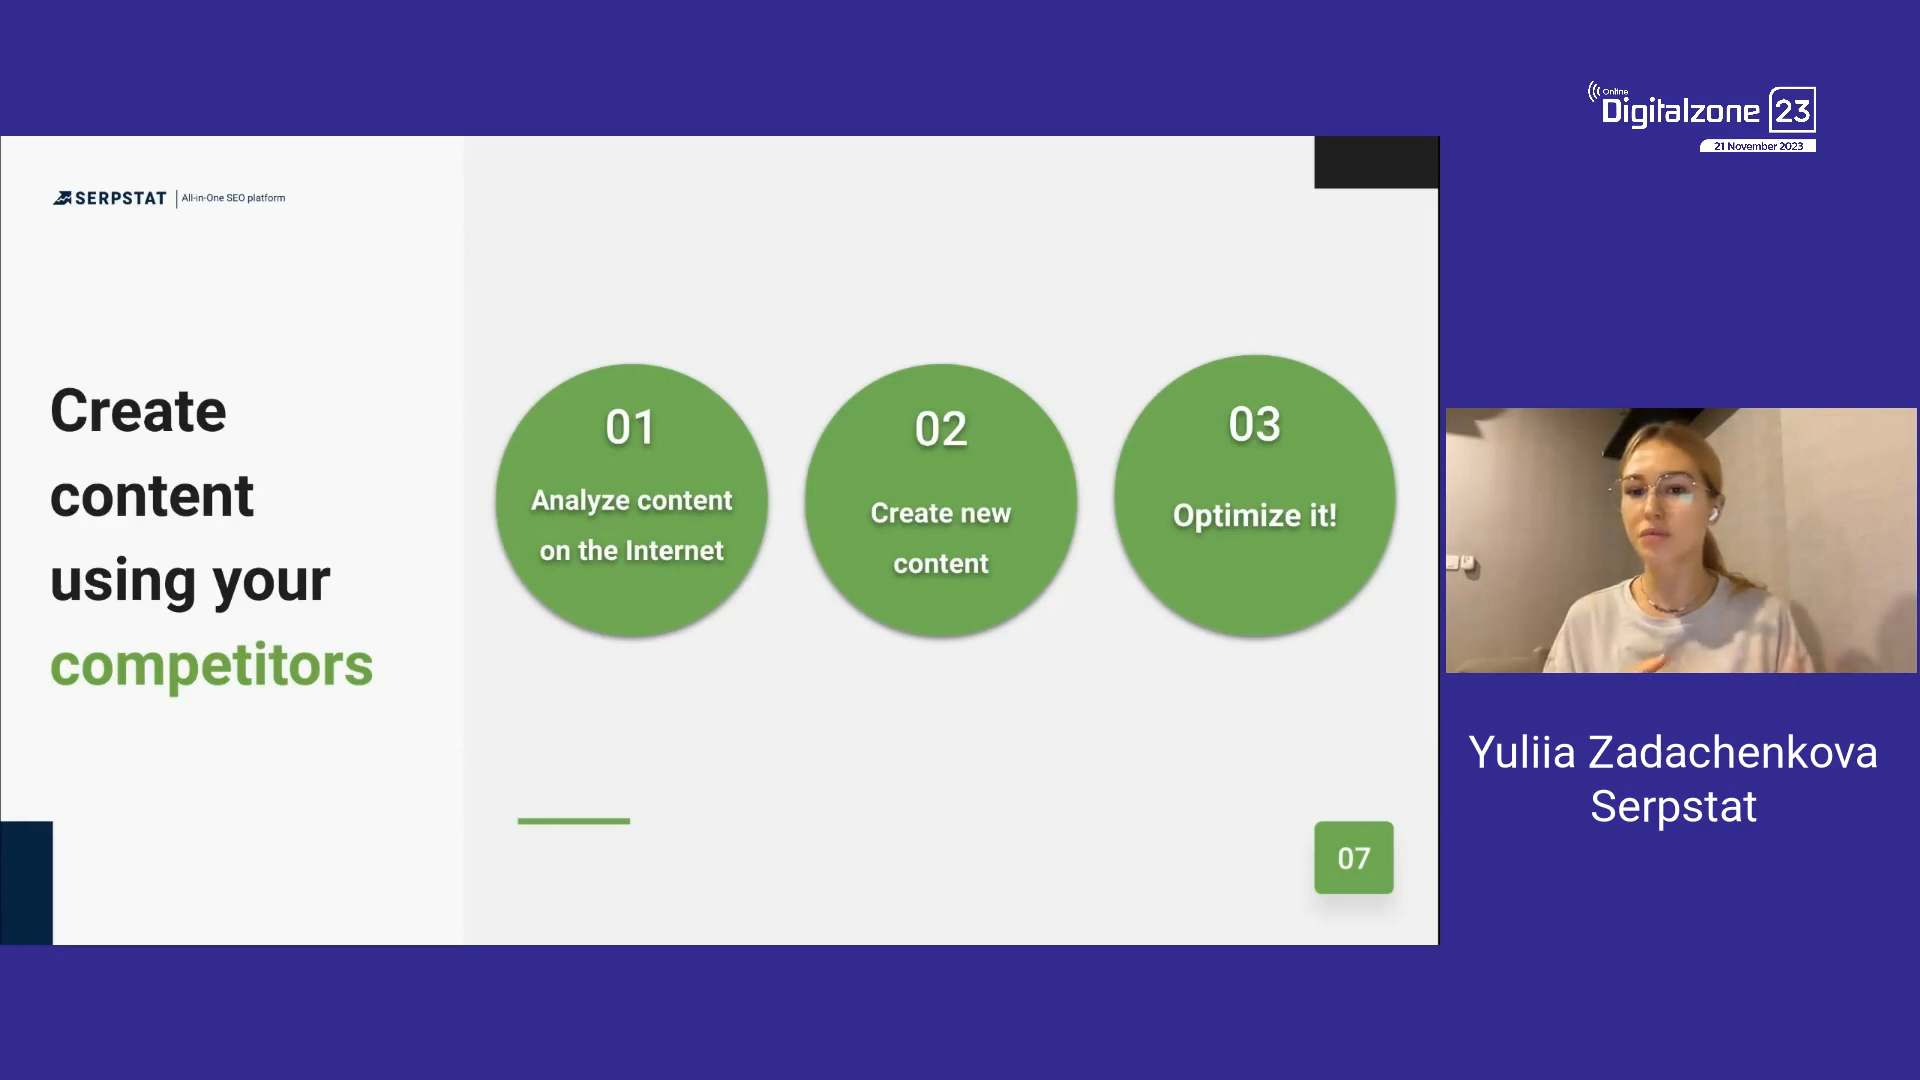 Online
Digitalzone 23
21 November 2023
SERPSTAT All-in-One SEO platform
Create
content
using your
competitors
01
Analyze content
on the Internet
02
Create new
content
03
Optimize it!
07
Yuliia Zadachenkova
Serpstat